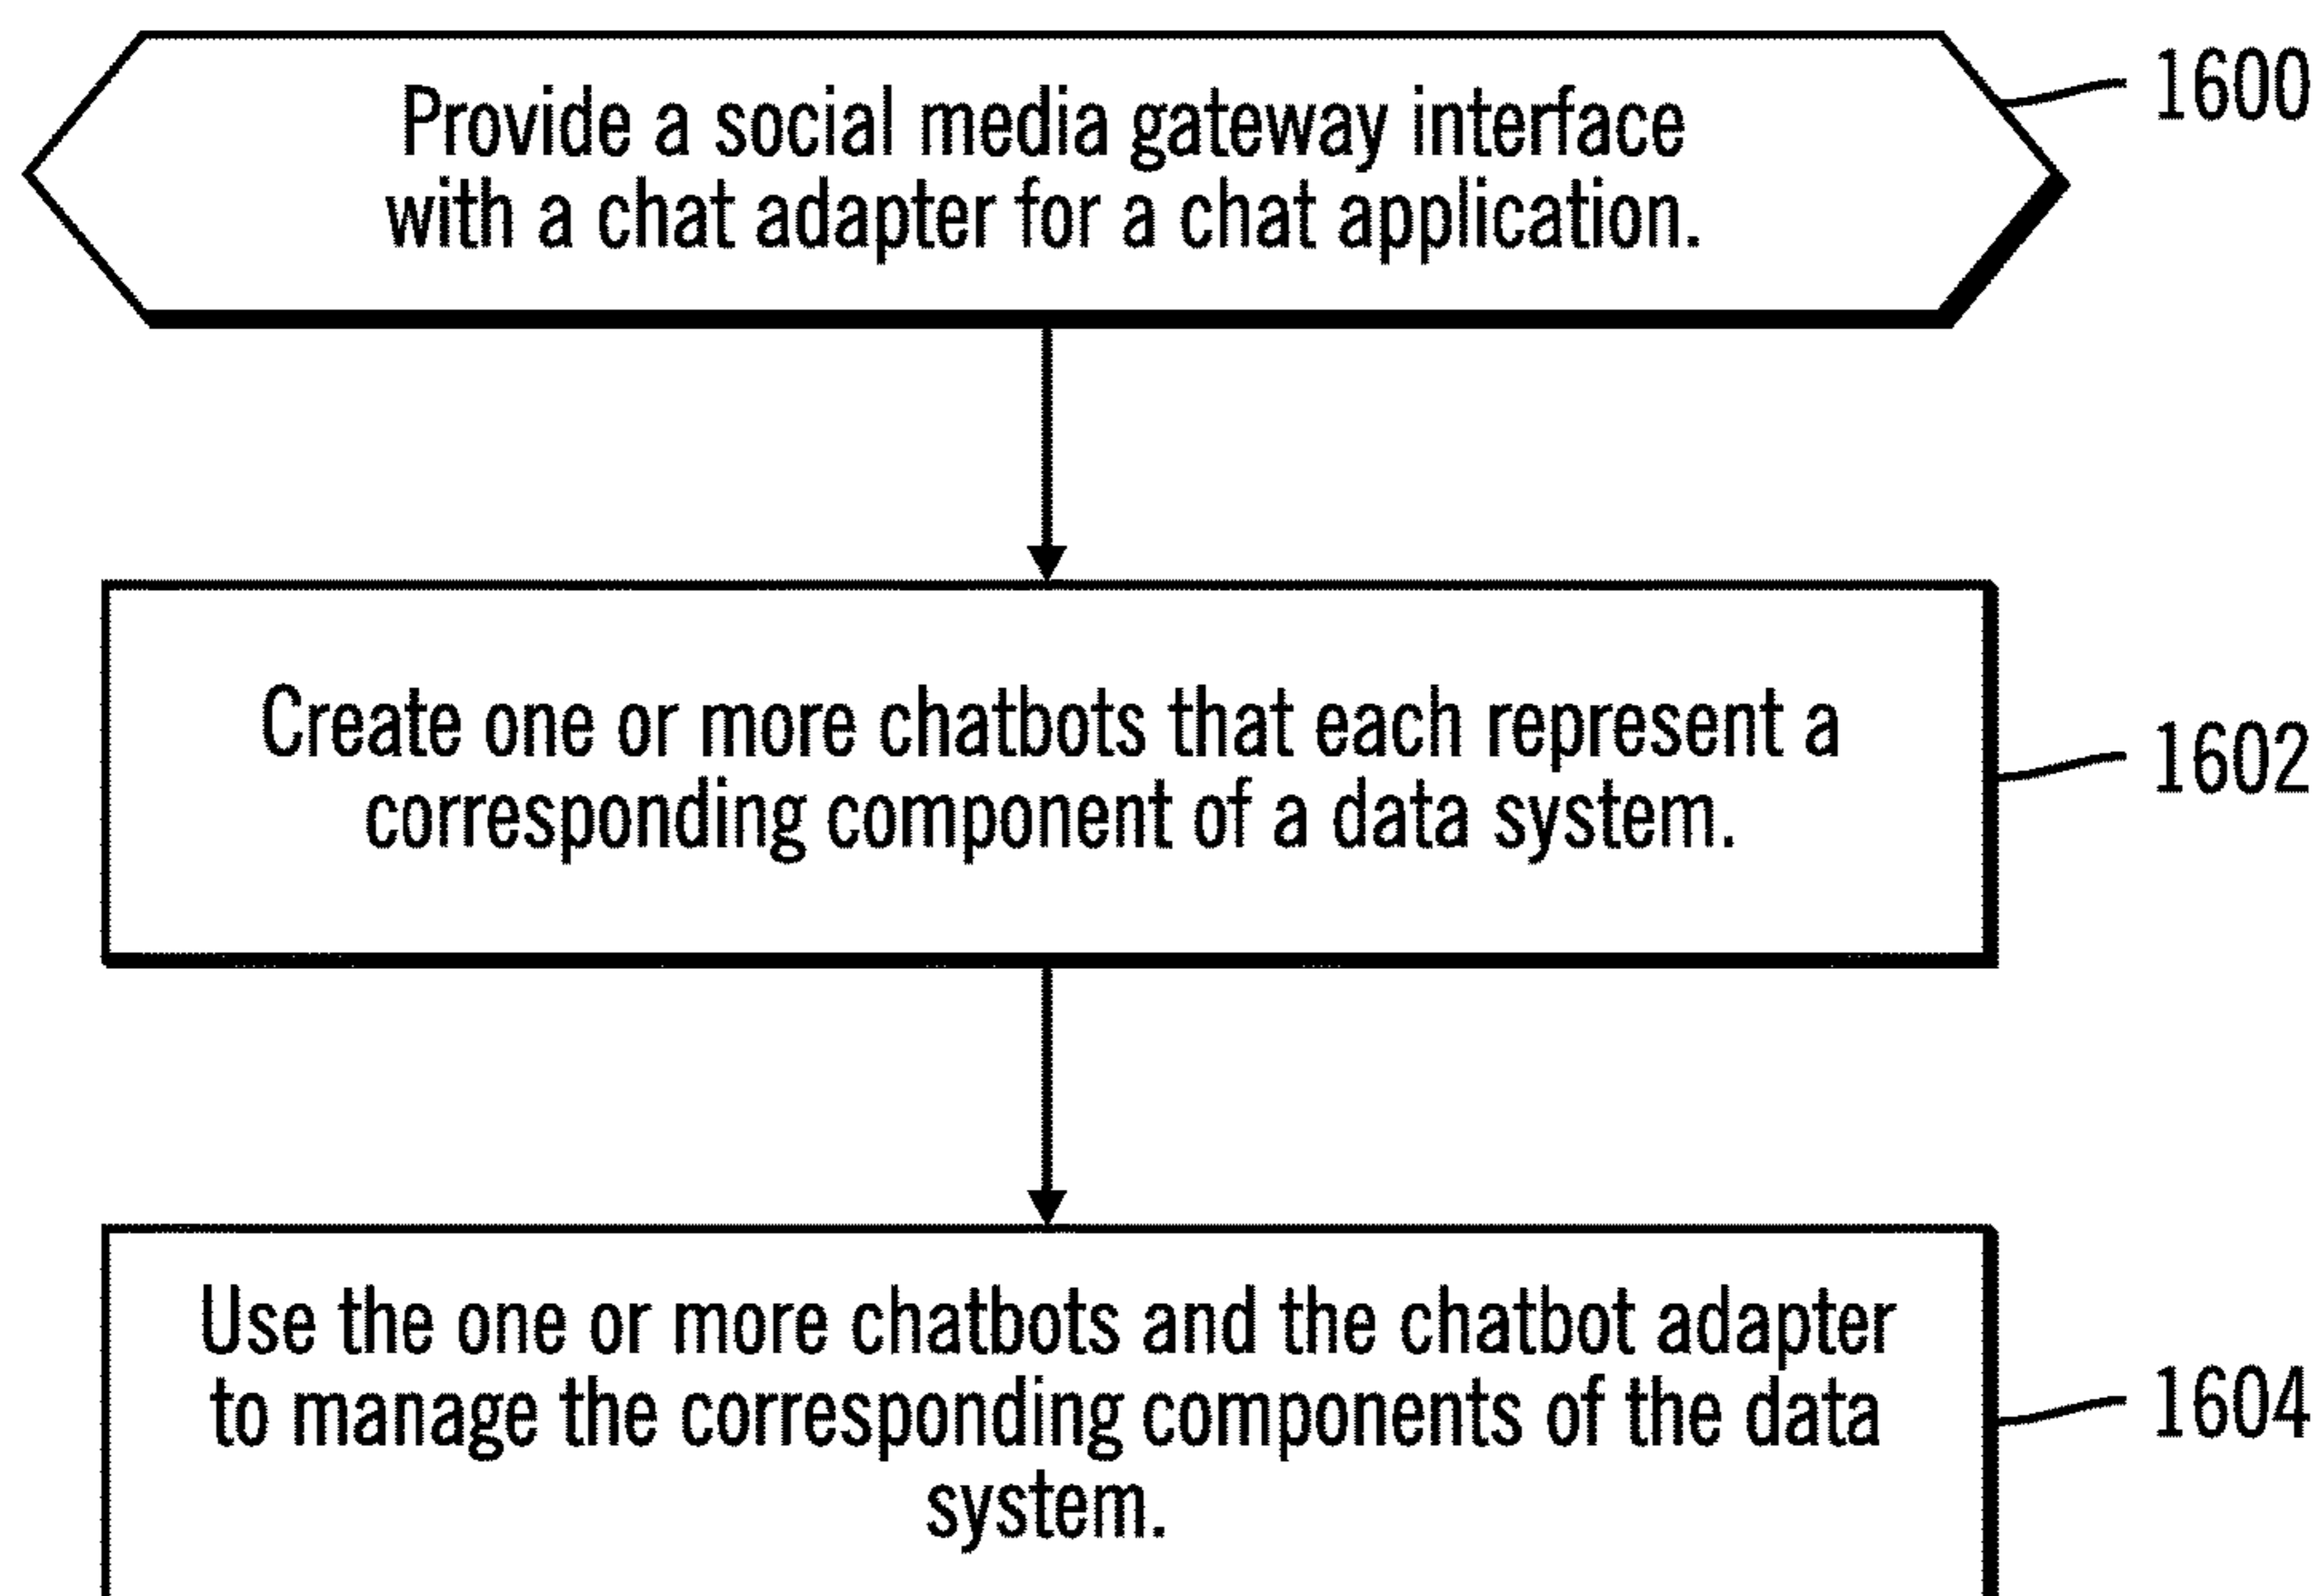 Provide a social media gateway interface
with a chat adapter for a chat application.
1600
Create one or more chatbots that each represent a
corresponding component of a data system.
1602
Use the one or more chatbots and the chatbot adapter
to manage the corresponding components of the data
system.
1604